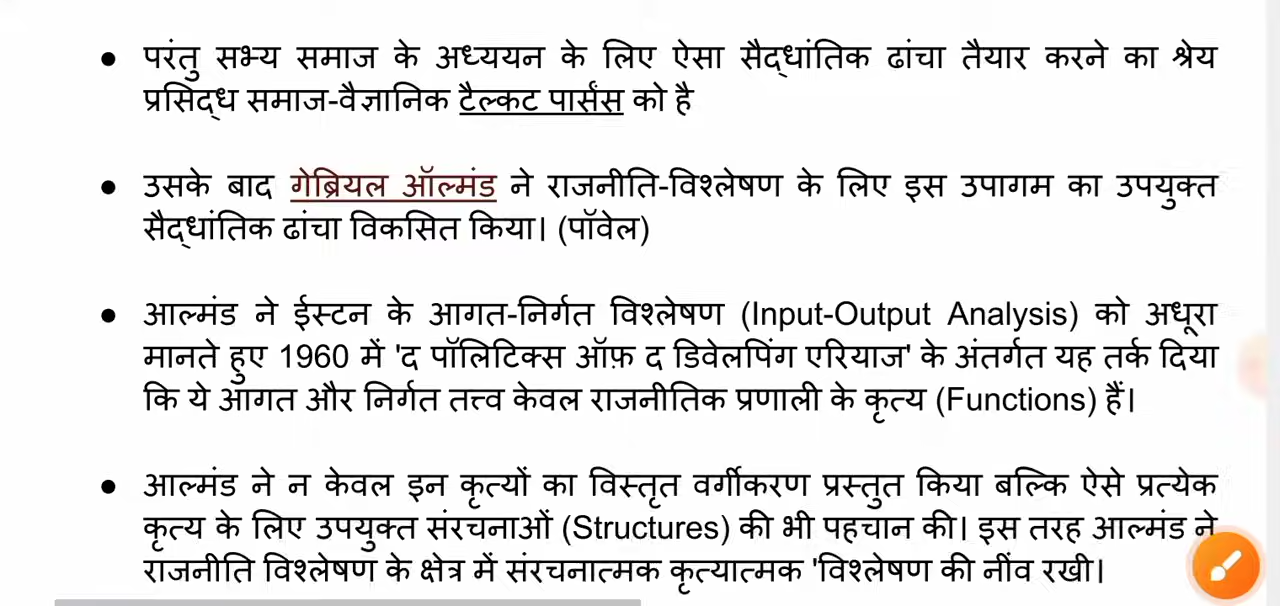 • परंतु सभ्य समाज के अध्ययन के लिए ऐसा सैद्धांतिक ढांचा तैयार करने का श्रेय
प्रसिद्ध समाज-वैज्ञानिक टैल्कट पार्संस को है
• उसके बाद गेब्रियल ऑल्मंड ने राजनीति-विश्लेषण के लिए इस उपागम का उपयुक्त
सैद्धांतिक ढांचा विकसित किया। (पॉवेल)
• आल्मंड ने ईस्टन के आगत-निर्गत विश्लेषण (Input-Output Analysis) को अधूरा
मानते हुए 1960 में 'द पॉलिटिक्स ऑफ़ द डिवेलपिंग एरियाज' के अंतर्गत यह तर्क दिया
कि ये आगत और निर्गत तत्त्व केवल राजनीतिक प्रणाली के कृत्य (Functions) हैं।
• आल्मंड ने न केवल इन कृत्यों का विस्तृत वर्गीकरण प्रस्तुत किया बल्कि ऐसे प्रत्येक
कृत्य के लिए उपयुक्त संरचनाओं (Structures) की भी पहचान की। इस तरह आल्मंड ने
राजनीति विश्लेषण के क्षेत्र में संरचनात्मक कृत्यात्मक 'विश्लेषण की नींव रखी।